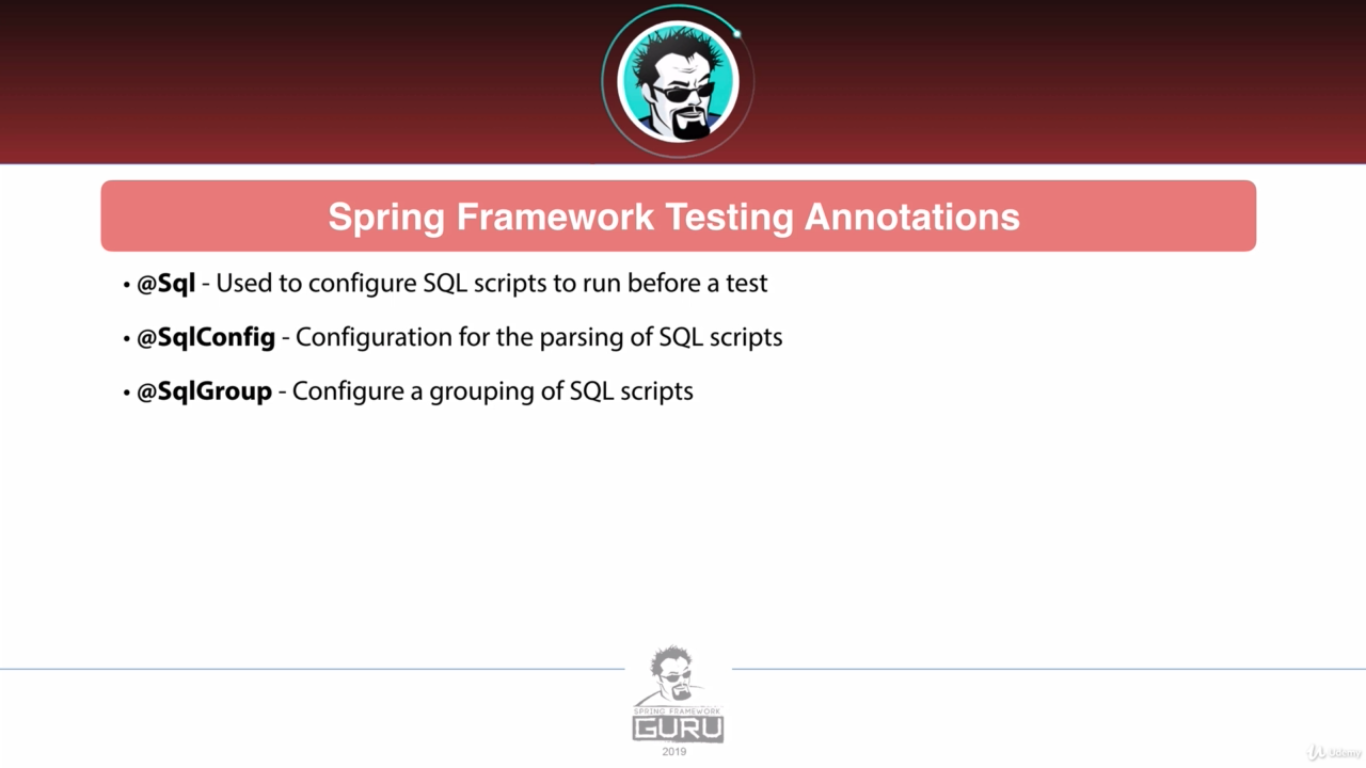 Spring Framework Testing Annotations
• @Sql - Used to configure SQL scripts to run before a test
• @SqlConfig - Configuration for the parsing of SQL scripts
• @SqlGroup - Configure a grouping of SQL scripts
SPRING FRAMEWORK
GURU
2019
Udemy